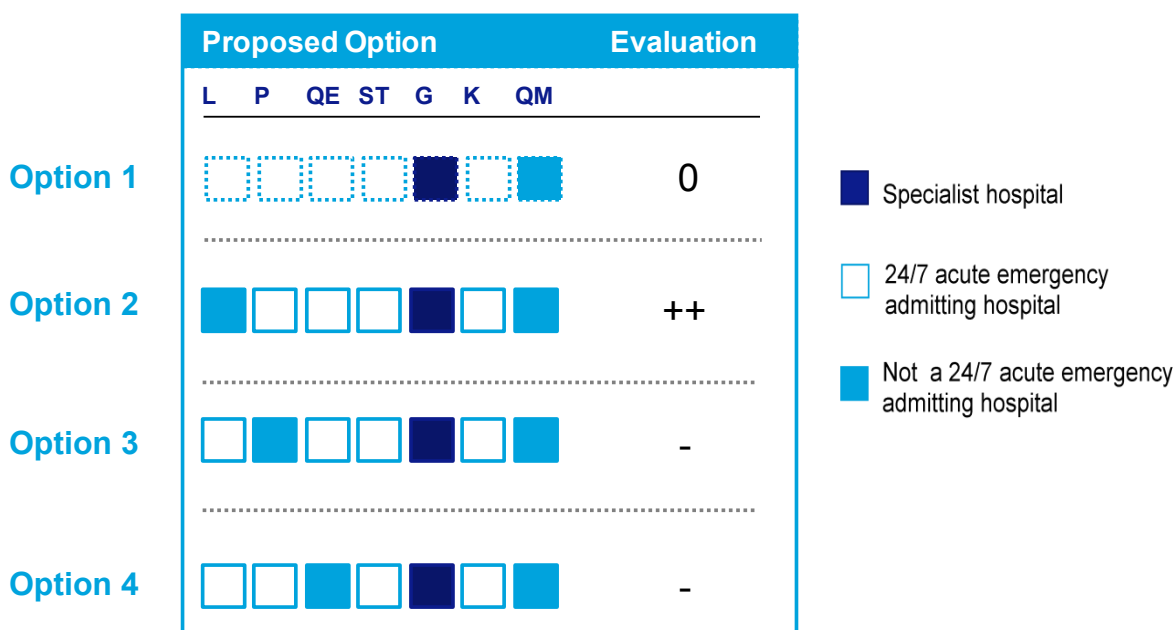 Proposed Option Evaluation
L P QE ST G K QM
Option 1 0
Specialist hospital
24/7 acute emergency
admitting hospital
Option 2 ++
Not a 24/7 acute emergency
admitting hospital
Option 3 -
Option 4 -